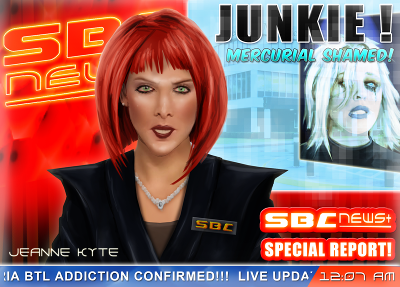 SBC
NEWS
JUNKIE!
MERCURIAL SHAMED!
SBC
SBC NEWS+
SPECIAL REPORT!
JEANNE KYTE
IA BTL ADDICTION CONFIRMED!!! LIVE UPDA
12:07 AM